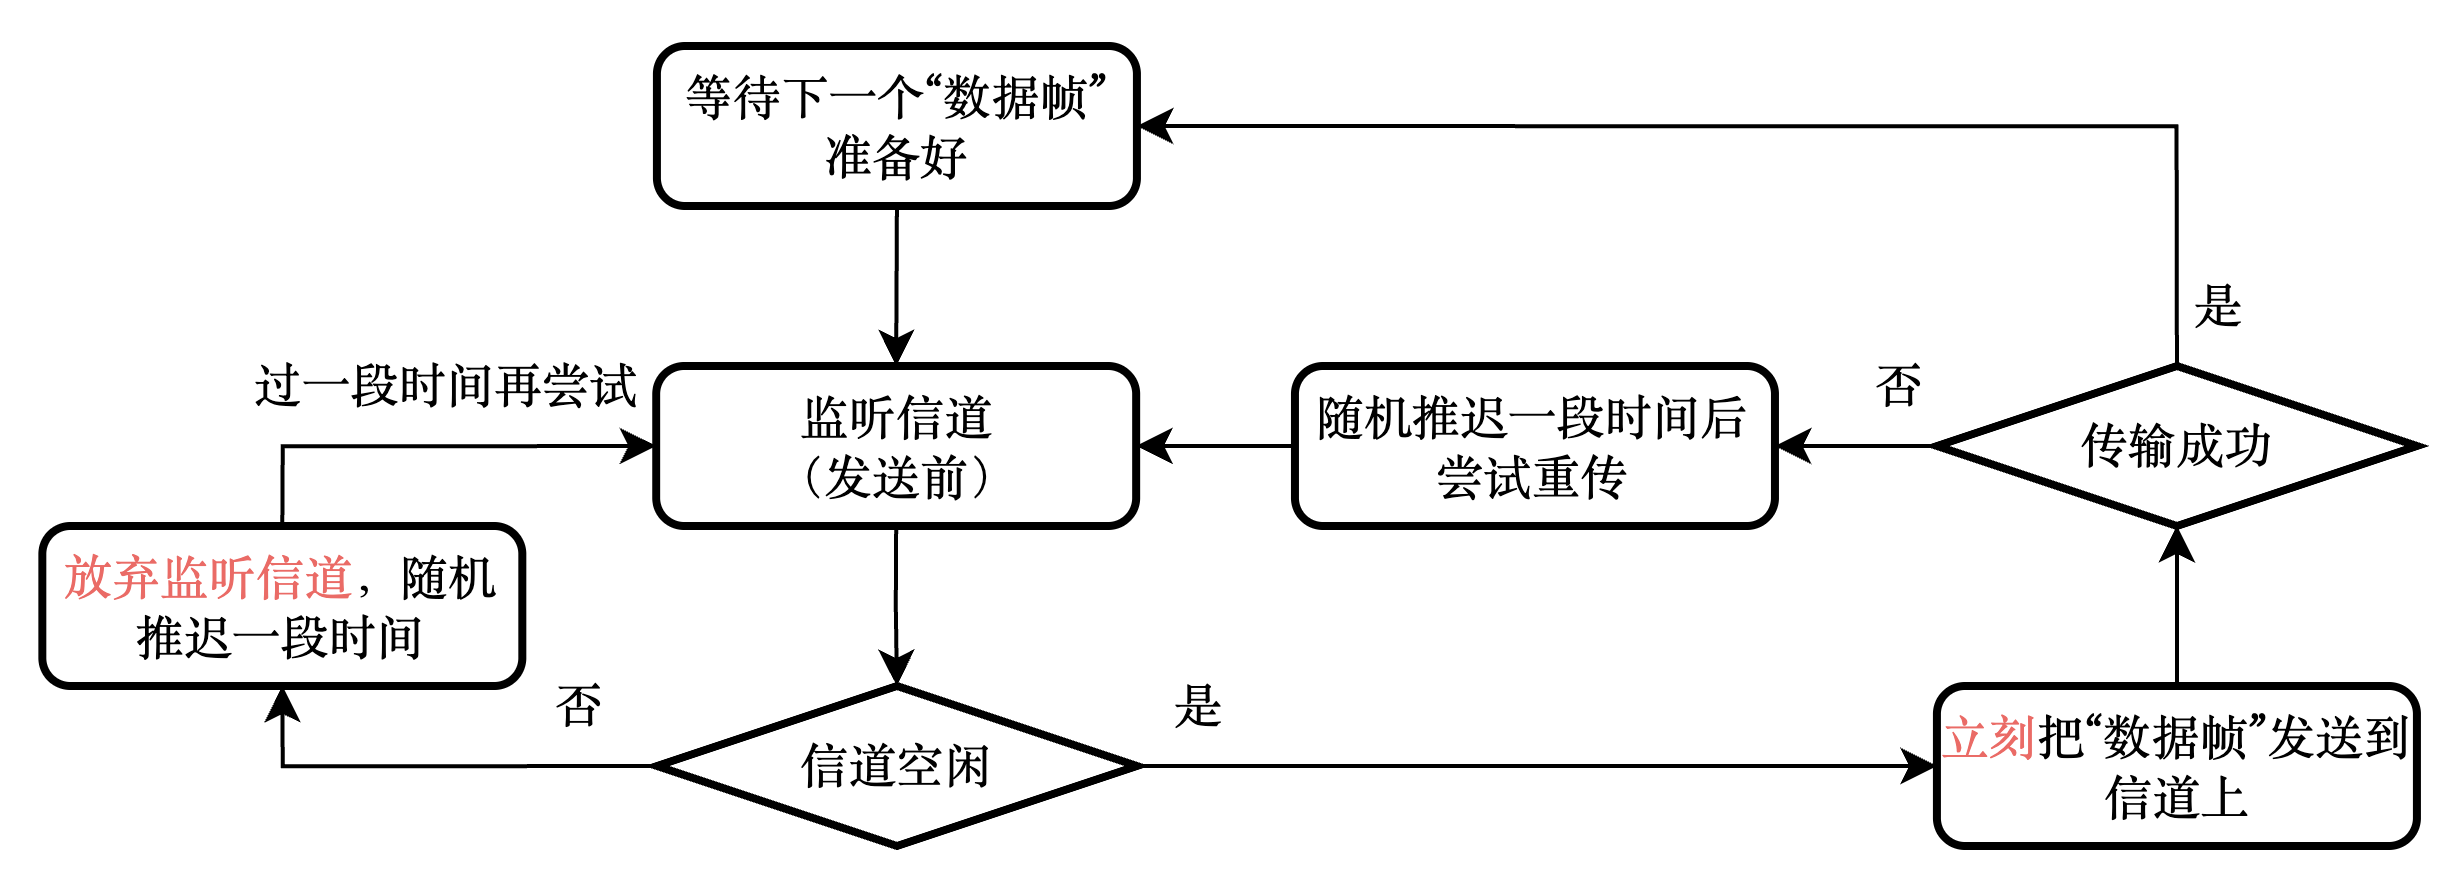 等待下一个“数据帧”
准备好
是
过一段时间再尝试
监听信道
（发送前）
随机推迟一段时间后
尝试重传
否
传输成功
放弃监听信道，随机
推迟一段时间
否
信道空闲
是
立刻把“数据帧”发送到
信道上